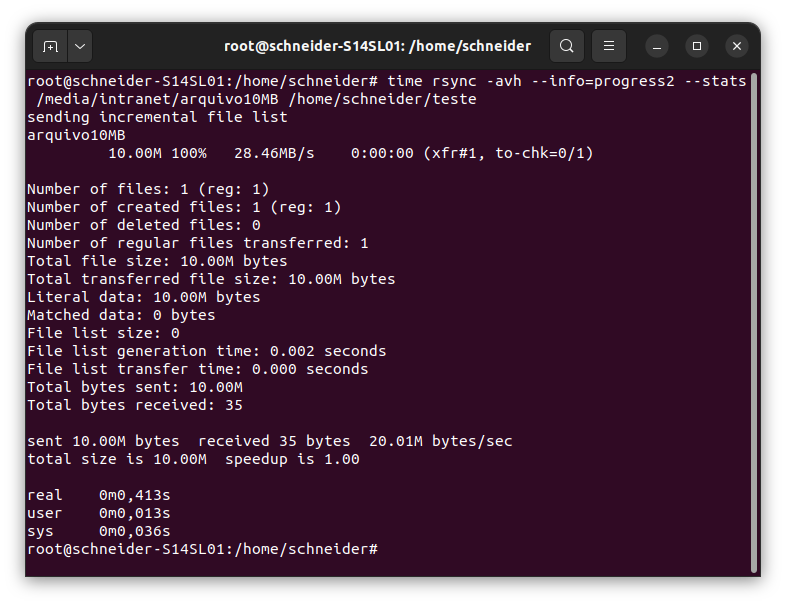 root@schneider-S14SL01: /home/schneider
root@schneider-S14SL01:/home/schneider# time rsync -avh --info=progress2 --stats
/media/intranet/arquivo10MB /home/schneider/teste
sending incremental file list
arquivo10MB
10.00M 100% 28.46MB/s 0:00:00 (xfr#1, to-chk=0/1)
Number of files: 1 (reg: 1)
Number of created files: 1 (reg: 1)
Number of deleted files: 0
Number of regular files transferred: 1
Total file size: 10.00M bytes
Total transferred file size: 10.00M bytes
Literal data: 10.00M bytes
Matched data: 0 bytes
File list size: 0
File list generation time: 0.002 seconds
File list transfer time: 0.000 seconds
Total bytes sent: 10.00M
Total bytes received: 35
sent 10.00M bytes received 35 bytes 20.01M bytes/sec
total size is 10.00M speedup is 1.00
real 0m0,413s
user 0m0,013s
sys 0m0,036s
root@schneider-S14SL01:/home/schneider#